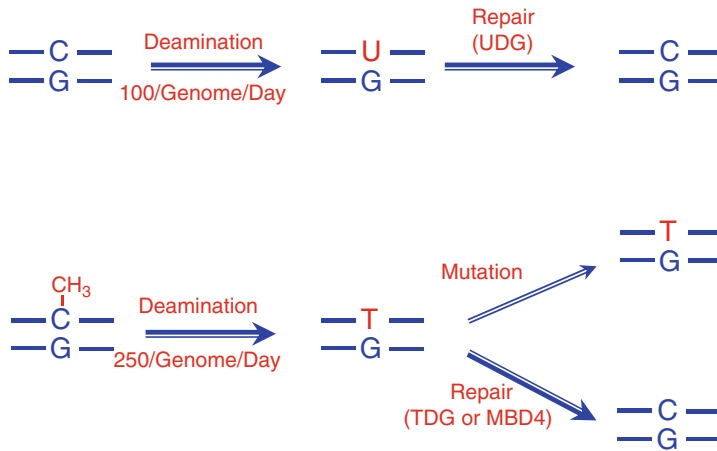 C
G
Deamination
100/Genome/Day
U
G
Repair
(UDG)
C
G
CH3
C
G
Deamination
250/Genome/Day
T
G
Mutation
T
G
Repair
(TDG or MBD4)
C
G